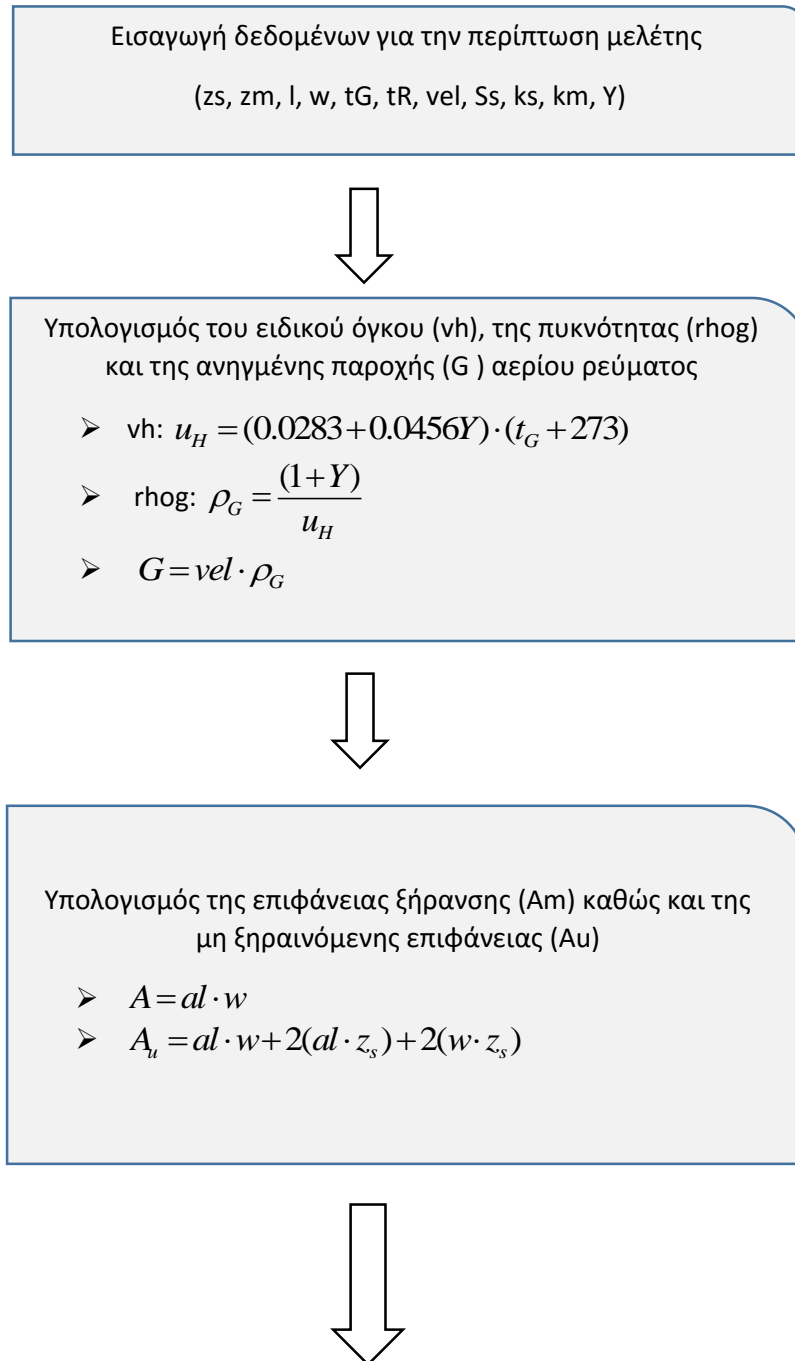 Εισαγωγή δεδομένων για την περίπτωση μελέτης
(zs, zm, l, w, tG, tR, vel, Ss, ks, km, Y)
Υπολογισμός του ειδικού όγκου (vh), της πυκνότητας (rhog)
και της ανηγμένης παροχής (G ) αερίου ρεύματος
➢ vh: u_H = (0.0283+0.0456Y)·(t_G +273)
➢ rhog: ρ_G = (1+Y) / u_H
➢ G = vel·ρ_G
Υπολογισμός της επιφάνειας ξήρανσης (Am) καθώς και της
μη ξηραινόμενης επιφάνειας (Au)
➢ A = al·w
➢ A_u = al·w+2(al·z_s)+2(w·z_s)